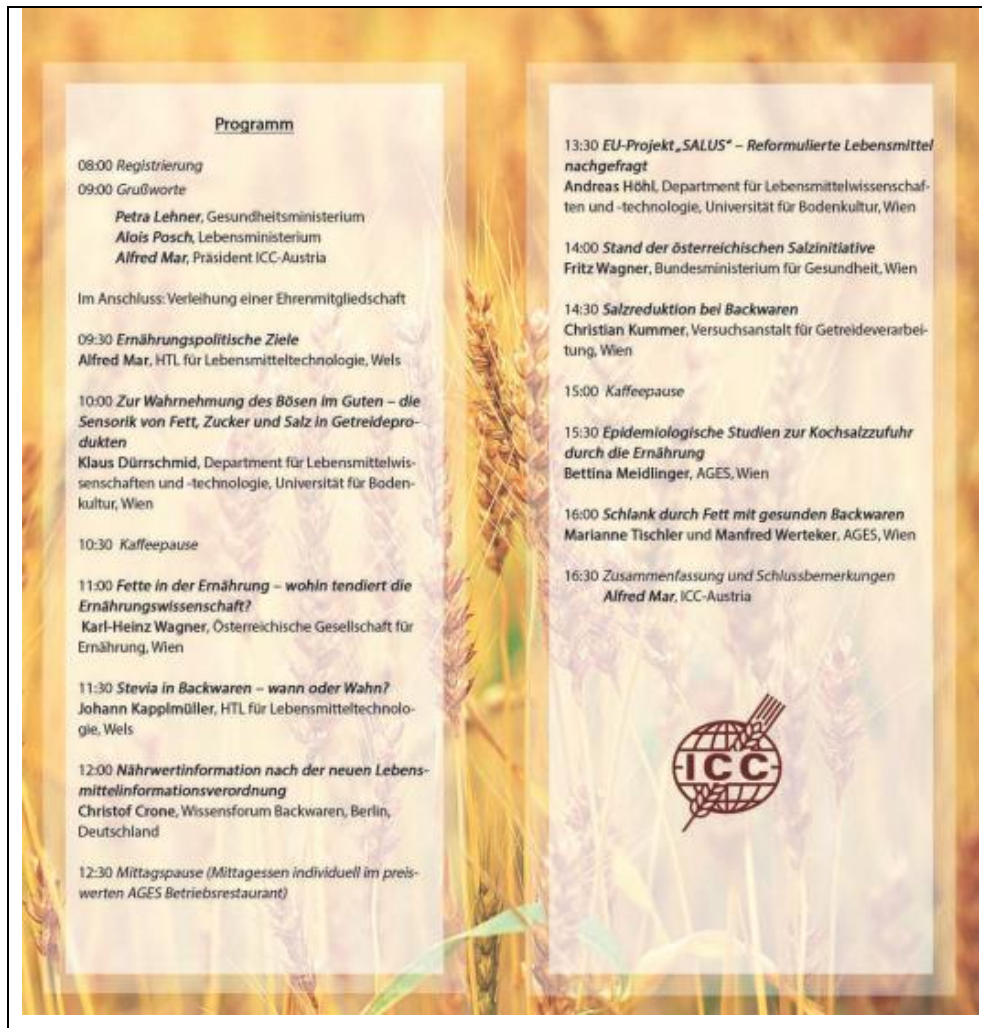 Programm
08:00 Registrierung
09:00 Grußworte
Petra Lehner, Gesundheitsministerium
Alois Posch, Lebensministerium
Alfred Mar, Präsident ICC-Austria
Im Anschluss: Verleihung einer Ehrenmitgliedschaft
09:30 Ernährungspolitische Ziele
Alfred Mar, HTL für Lebensmitteltechnologie, Wels
10:00 Zur Wahrnehmung des Bösen im Guten – die
Sensorik von Fett, Zucker und Salz in Getreidepro-
dukten
Klaus Dürrschmid, Department für Lebensmittelwis-
senschaften und -technologie, Universität für Boden-
kultur, Wien
10:30 Kaffeepause
11:00 Fette in der Ernährung – wohin tendiert die
Ernährungswissenschaft?
Karl-Heinz Wagner, Österreichische Gesellschaft für
Ernährung, Wien
11:30 Stevia in Backwaren – wann oder Wahn?
Johann Kapplmüller, HTL für Lebensmitteltechnolo-
gie, Wels
12:00 Nährwertinformation nach der neuen Lebens-
mittelinformationsverordnung
Christof Crone, Wissensforum Backwaren, Berlin,
Deutschland
12:30 Mittagspause (Mittagessen individuell im preis-
werten AGES Betriebsrestaurant)
13:30 EU-Projekt „SALUS“ – Reformulierte Lebensmittel
nachgefragt
Andreas Höhl, Department für Lebensmittelwissenschaf-
ten und -technologie, Universität für Bodenkultur, Wien
14:00 Stand der österreichischen Salzinitiative
Fritz Wagner, Bundesministerium für Gesundheit, Wien
14:30 Salzreduktion bei Backwaren
Christian Kummer, Versuchsanstalt für Getreideverarbei-
tung, Wien
15:00 Kaffeepause
15:30 Epidemiologische Studien zur Kochsalzzufuhr
durch die Ernährung
Bettina Meidlinger, AGES, Wien
16:00 Schlank durch Fett mit gesunden Backwaren
Marianne Tischler und Manfred Werteker, AGES, Wien
16:30 Zusammenfassung und Schlussbemerkungen
Alfred Mar, ICC-Austria
ICC